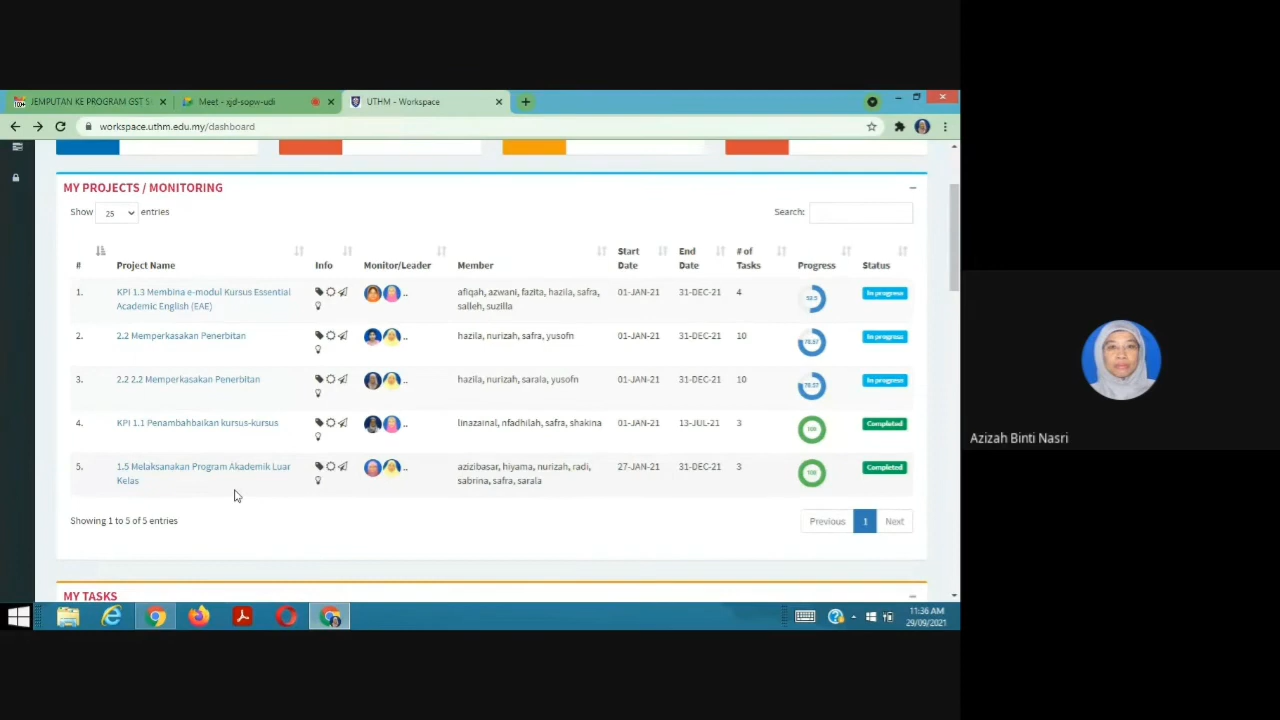 JEMPUTAN KE PROGRAM GST S
Meet - xjd-sopw-udi
UTHM - Workspace
workspace.uthm.edu.my/dashboard
MY PROJECTS / MONITORING
Show 25 entries
Search:
# Project Name Info Monitor/Leader Member Start Date End Date # of Tasks Progress Status
1. KPI 1.3 Membina e-modul Kursus Essential afiqah, azwani, fazita, hazila, safra, 01-JAN-21 31-DEC-21 4 In progress
Academic English (EAE) salleh, suzilla
2. 2.2 Memperkasakan Penerbitan .. hazila, nurizah, safra, yusofn 01-JAN-21 31-DEC-21 10 78.57 In progress
3. 2.2 2.2 Memperkasakan Penerbitan .. hazila, nurizah, sarala, yusofn 01-JAN-21 31-DEC-21 10 78.57 In progress
4. KPI 1.1 Penambahbaikan kursus-kursus .. linazainal, nfadhilah, safra, shakina 01-JAN-21 13-JUL-21 3 100 Completed
5. 1.5 Melaksanakan Program Akademik Luar .. azizibasar, hiyama, nurizah, radi, 27-JAN-21 31-DEC-21 3 100 Completed
Kelas sabrina, safra, sarala
Showing 1 to 5 of 5 entries
Previous 1 Next
MY TASKS
11:36 AM
29/09/2021
Azizah Binti Nasri